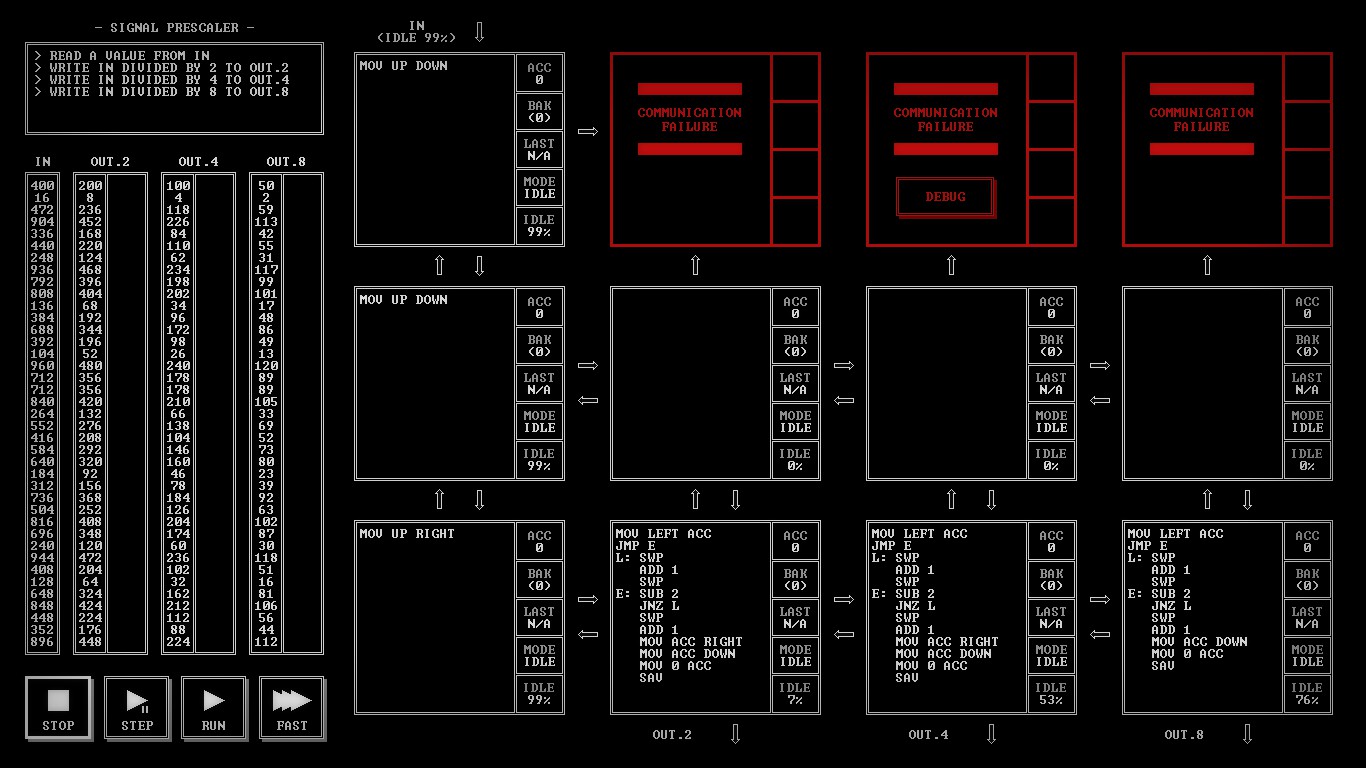 - SIGNAL PRESCALER -
> READ A VALUE FROM IN
> WRITE IN DIVIDED BY 2 TO OUT.2
> WRITE IN DIVIDED BY 4 TO OUT.4
> WRITE IN DIVIDED BY 8 TO OUT.8
IN OUT.2 OUT.4 OUT.8
400 200 100 50
16 8 4 2
472 236 118 59
904 452 226 113
336 168 84 42
440 220 110 55
248 124 62 31
936 468 234 117
792 396 198 99
808 404 202 101
136 68 34 17
384 192 96 48
688 344 172 86
392 196 98 49
104 52 26 13
960 480 240 120
712 356 178 89
712 356 178 89
840 420 210 105
264 132 66 33
552 276 138 69
416 208 104 52
584 292 146 73
640 320 160 80
184 92 46 23
312 156 78 39
736 368 184 92
504 252 126 63
816 408 204 102
696 348 174 87
240 120 60 30
944 472 236 118
408 204 102 51
128 64 32 16
648 324 162 81
848 424 212 106
448 224 112 56
352 176 88 44
896 448 224 112
STOP
STEP
RUN
FAST
IN
(IDLE 99%)
MOV UP DOWN
ACC
0
BAK
(0)
LAST
N/A
MODE
IDLE
IDLE
99%
COMMUNICATION
FAILURE
COMMUNICATION
FAILURE
DEBUG
COMMUNICATION
FAILURE
MOV UP DOWN
ACC
0
BAK
(0)
LAST
N/A
MODE
IDLE
IDLE
99%
ACC
0
BAK
(0)
LAST
N/A
MODE
IDLE
IDLE
0%
ACC
0
BAK
(0)
LAST
N/A
MODE
IDLE
IDLE
0%
ACC
0
BAK
(0)
LAST
N/A
MODE
IDLE
IDLE
0%
MOV UP RIGHT
ACC
0
BAK
(0)
LAST
N/A
MODE
IDLE
IDLE
99%
MOV LEFT ACC
JMP E
L: SWP
ADD 1
SWP
E: SUB 2
JNZ L
SWP
ADD 1
MOV ACC RIGHT
MOV ACC DOWN
MOV 0 ACC
SAV
ACC
0
BAK
(0)
LAST
N/A
MODE
IDLE
IDLE
7%
MOV LEFT ACC
JMP E
L: SWP
ADD 1
SWP
E: SUB 2
JNZ L
SWP
ADD 1
MOV ACC RIGHT
MOV ACC DOWN
MOV 0 ACC
SAV
ACC
0
BAK
(0)
LAST
N/A
MODE
IDLE
IDLE
53%
MOV LEFT ACC
JMP E
L: SWP
ADD 1
SWP
E: SUB 2
JNZ L
SWP
ADD 1
MOV ACC DOWN
MOV 0 ACC
SAV
ACC
0
BAK
(0)
LAST
N/A
MODE
IDLE
IDLE
76%
OUT.2
OUT.4
OUT.8